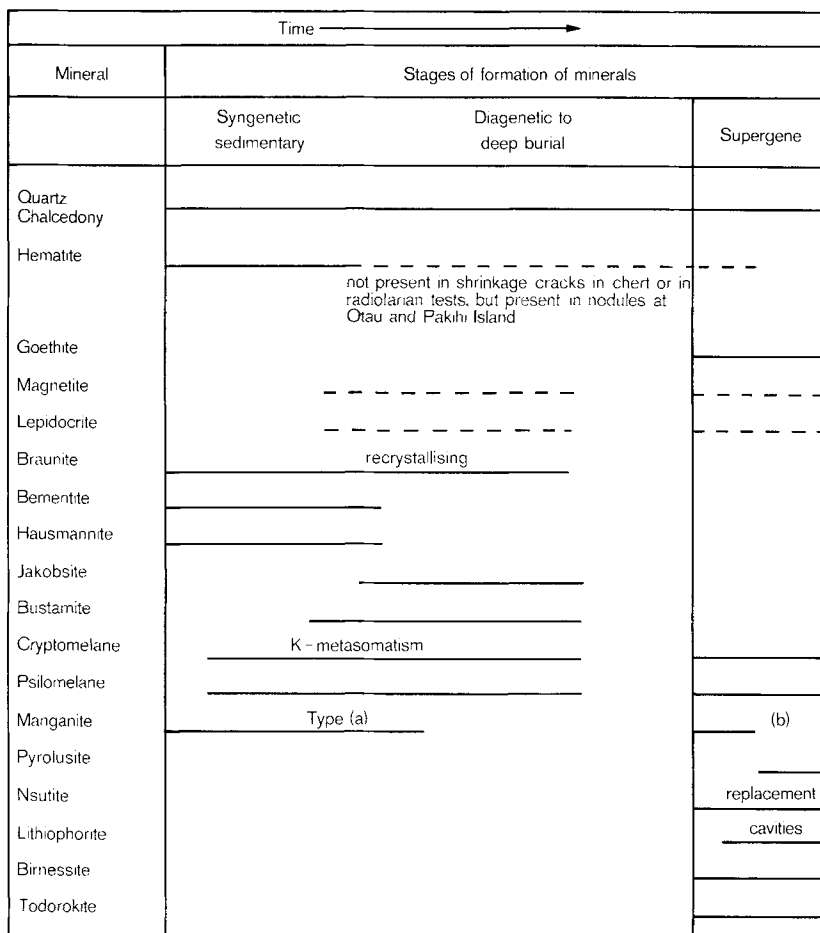 Time
Mineral
Stages of formation of minerals
Syngenetic
sedimentary
Diagenetic to
deep burial
Supergene
Quartz
Chalcedony
Hematite
not present in shrinkage cracks in chert or in
radiolarian tests, but present in nodules at
Otau and Pakihi Island
Goethite
Magnetite
Lepidocrite
Braunite
recrystallising
Bementite
Hausmannite
Jakobsite
Bustamite
Cryptomelane
K-metasomatism
Psilomelane
Manganite
Type (a)
(b)
Pyrolusite
Nsutite
replacement
Lithiophorite
cavities
Birnessite
Todorokite